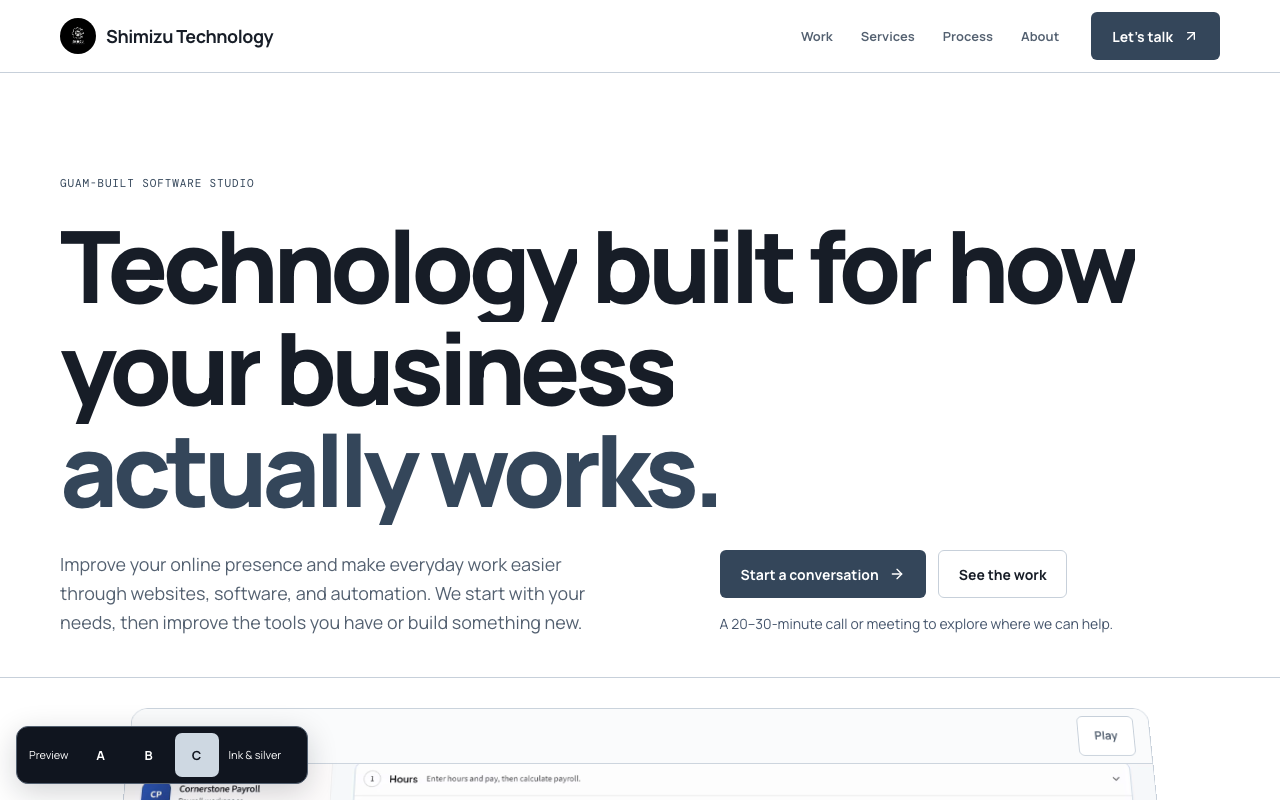 Shimizu Technology
Work
Services
Process
About
Let's talk
GUAM-BUILT SOFTWARE STUDIO
Technology built for how
your business
actually works.
Improve your online presence and make everyday work easier
through websites, software, and automation. We start with your
needs, then improve the tools you have or build something new.
Start a conversation
See the work
A 20–30-minute call or meeting to explore where we can help.
Play
1 Hours Enter hours and pay, then calculate payroll.
CP Cornerstone Payroll
Preview A B C Ink & silver